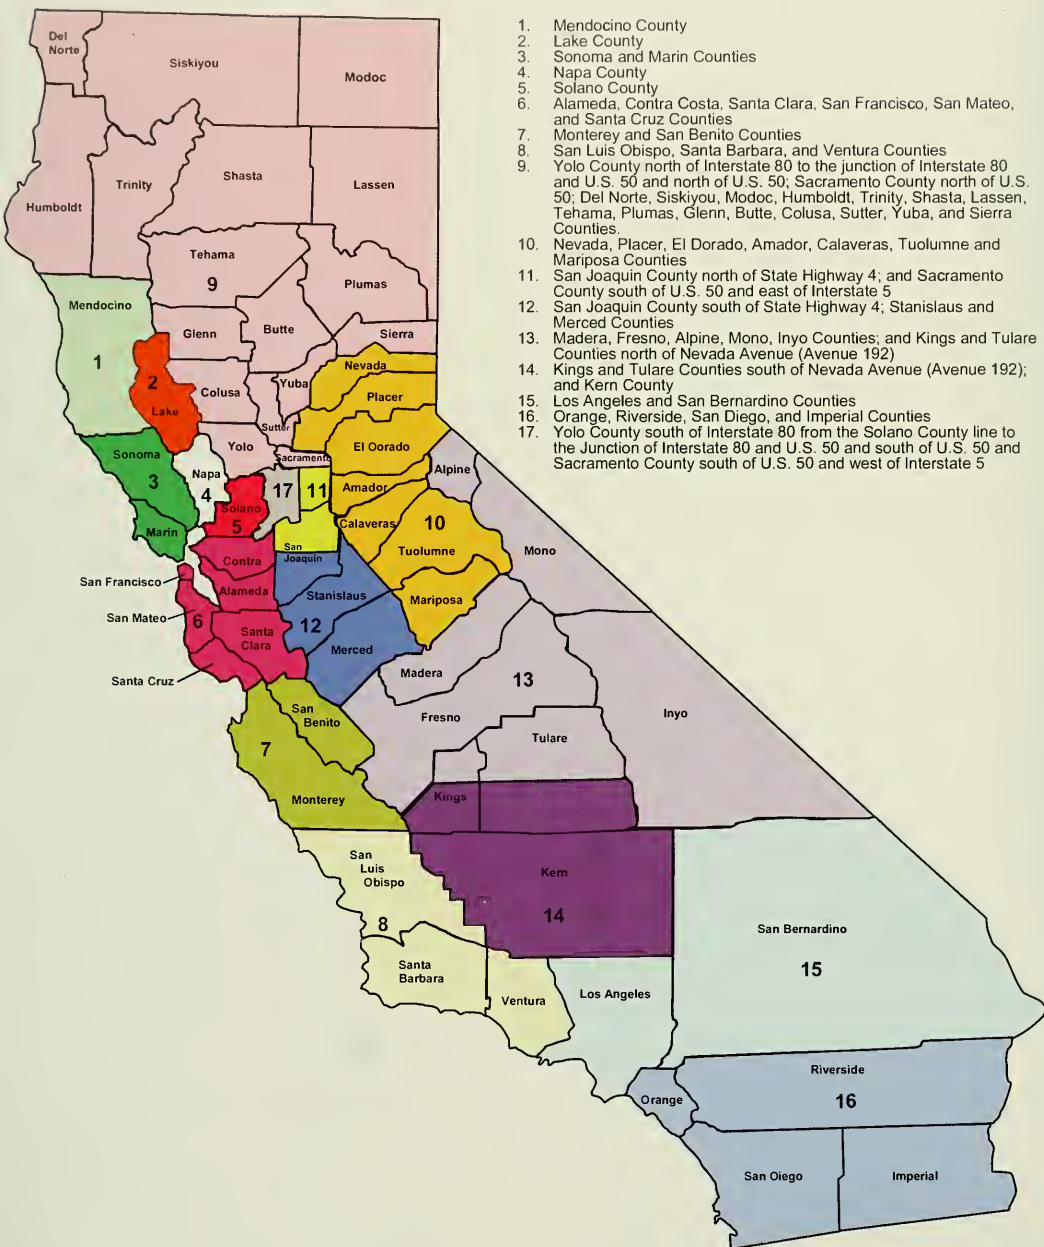 1. Mendocino County
2. Lake County
3. Sonoma and Marin Counties
4. Napa County
5. Solano County
6. Alameda, Contra Costa, Santa Clara, San Francisco, San Mateo,
and Santa Cruz Counties
7. Monterey and San Benito Counties
8. San Luis Obispo, Santa Barbara, and Ventura Counties
9. Yolo County north of Interstate 80 to the junction of Interstate 80
and U.S. 50 and north of U.S. 50; Sacramento County north of U.S.
50; Del Norte, Siskiyou, Modoc, Humboldt, Trinity, Shasta, Lassen,
Tehama, Plumas, Glenn, Butte, Colusa, Sutter, Yuba, and Sierra
Counties.
10. Nevada, Placer, El Dorado, Amador, Calaveras, Tuolumne and
Mariposa Counties
11. San Joaquin County north of State Highway 4; and Sacramento
County south of U.S. 50 and east of Interstate 5
12. San Joaquin County south of State Highway 4; Stanislaus and
Merced Counties
13. Madera, Fresno, Alpine, Mono, Inyo Counties; and Kings and Tulare
Counties north of Nevada Avenue (Avenue 192)
14. Kings and Tulare Counties south of Nevada Avenue (Avenue 192);
and Kern County
15. Los Angeles and San Bernardino Counties
16. Orange, Riverside, San Diego, and Imperial Counties
17. Yolo County south of Interstate 80 from the Solano County line to
the Junction of Interstate 80 and U.S. 50 and south of U.S. 50 and
Sacramento County south of U.S. 50 and west of Interstate 5
Del
Norte
Siskiyou
Modoc
Humboldt
Trinity
Shasta
Lassen
Tehama
9
Plumas
Mendocino
1
Glenn
Butte
Sierra
2
Lake
Colusa
Yuba
Nevada
Placer
Sutter
Sonoma
3
Marin
Napa
4
Yolo
Sacramento
El Oorado
Alpine
Solano
5
17
11
Amador
Calaveras
10
Tuolumne
Mono
San
Joaquin
Contra
Alameda
San Francisco
San Mateo
6
Santa
Clara
Santa Cruz
Stanislaus
12
Merced
Mariposa
Madera
13
Fresno
Inyo
San
Benito
7
Monterey
Tulare
Kings
San
Luis
Obispo
8
Kern
14
San Bernardino
15
Santa
Barbara
Ventura
Los Angeles
Riverside
16
Orange
San Oiego
Imperial